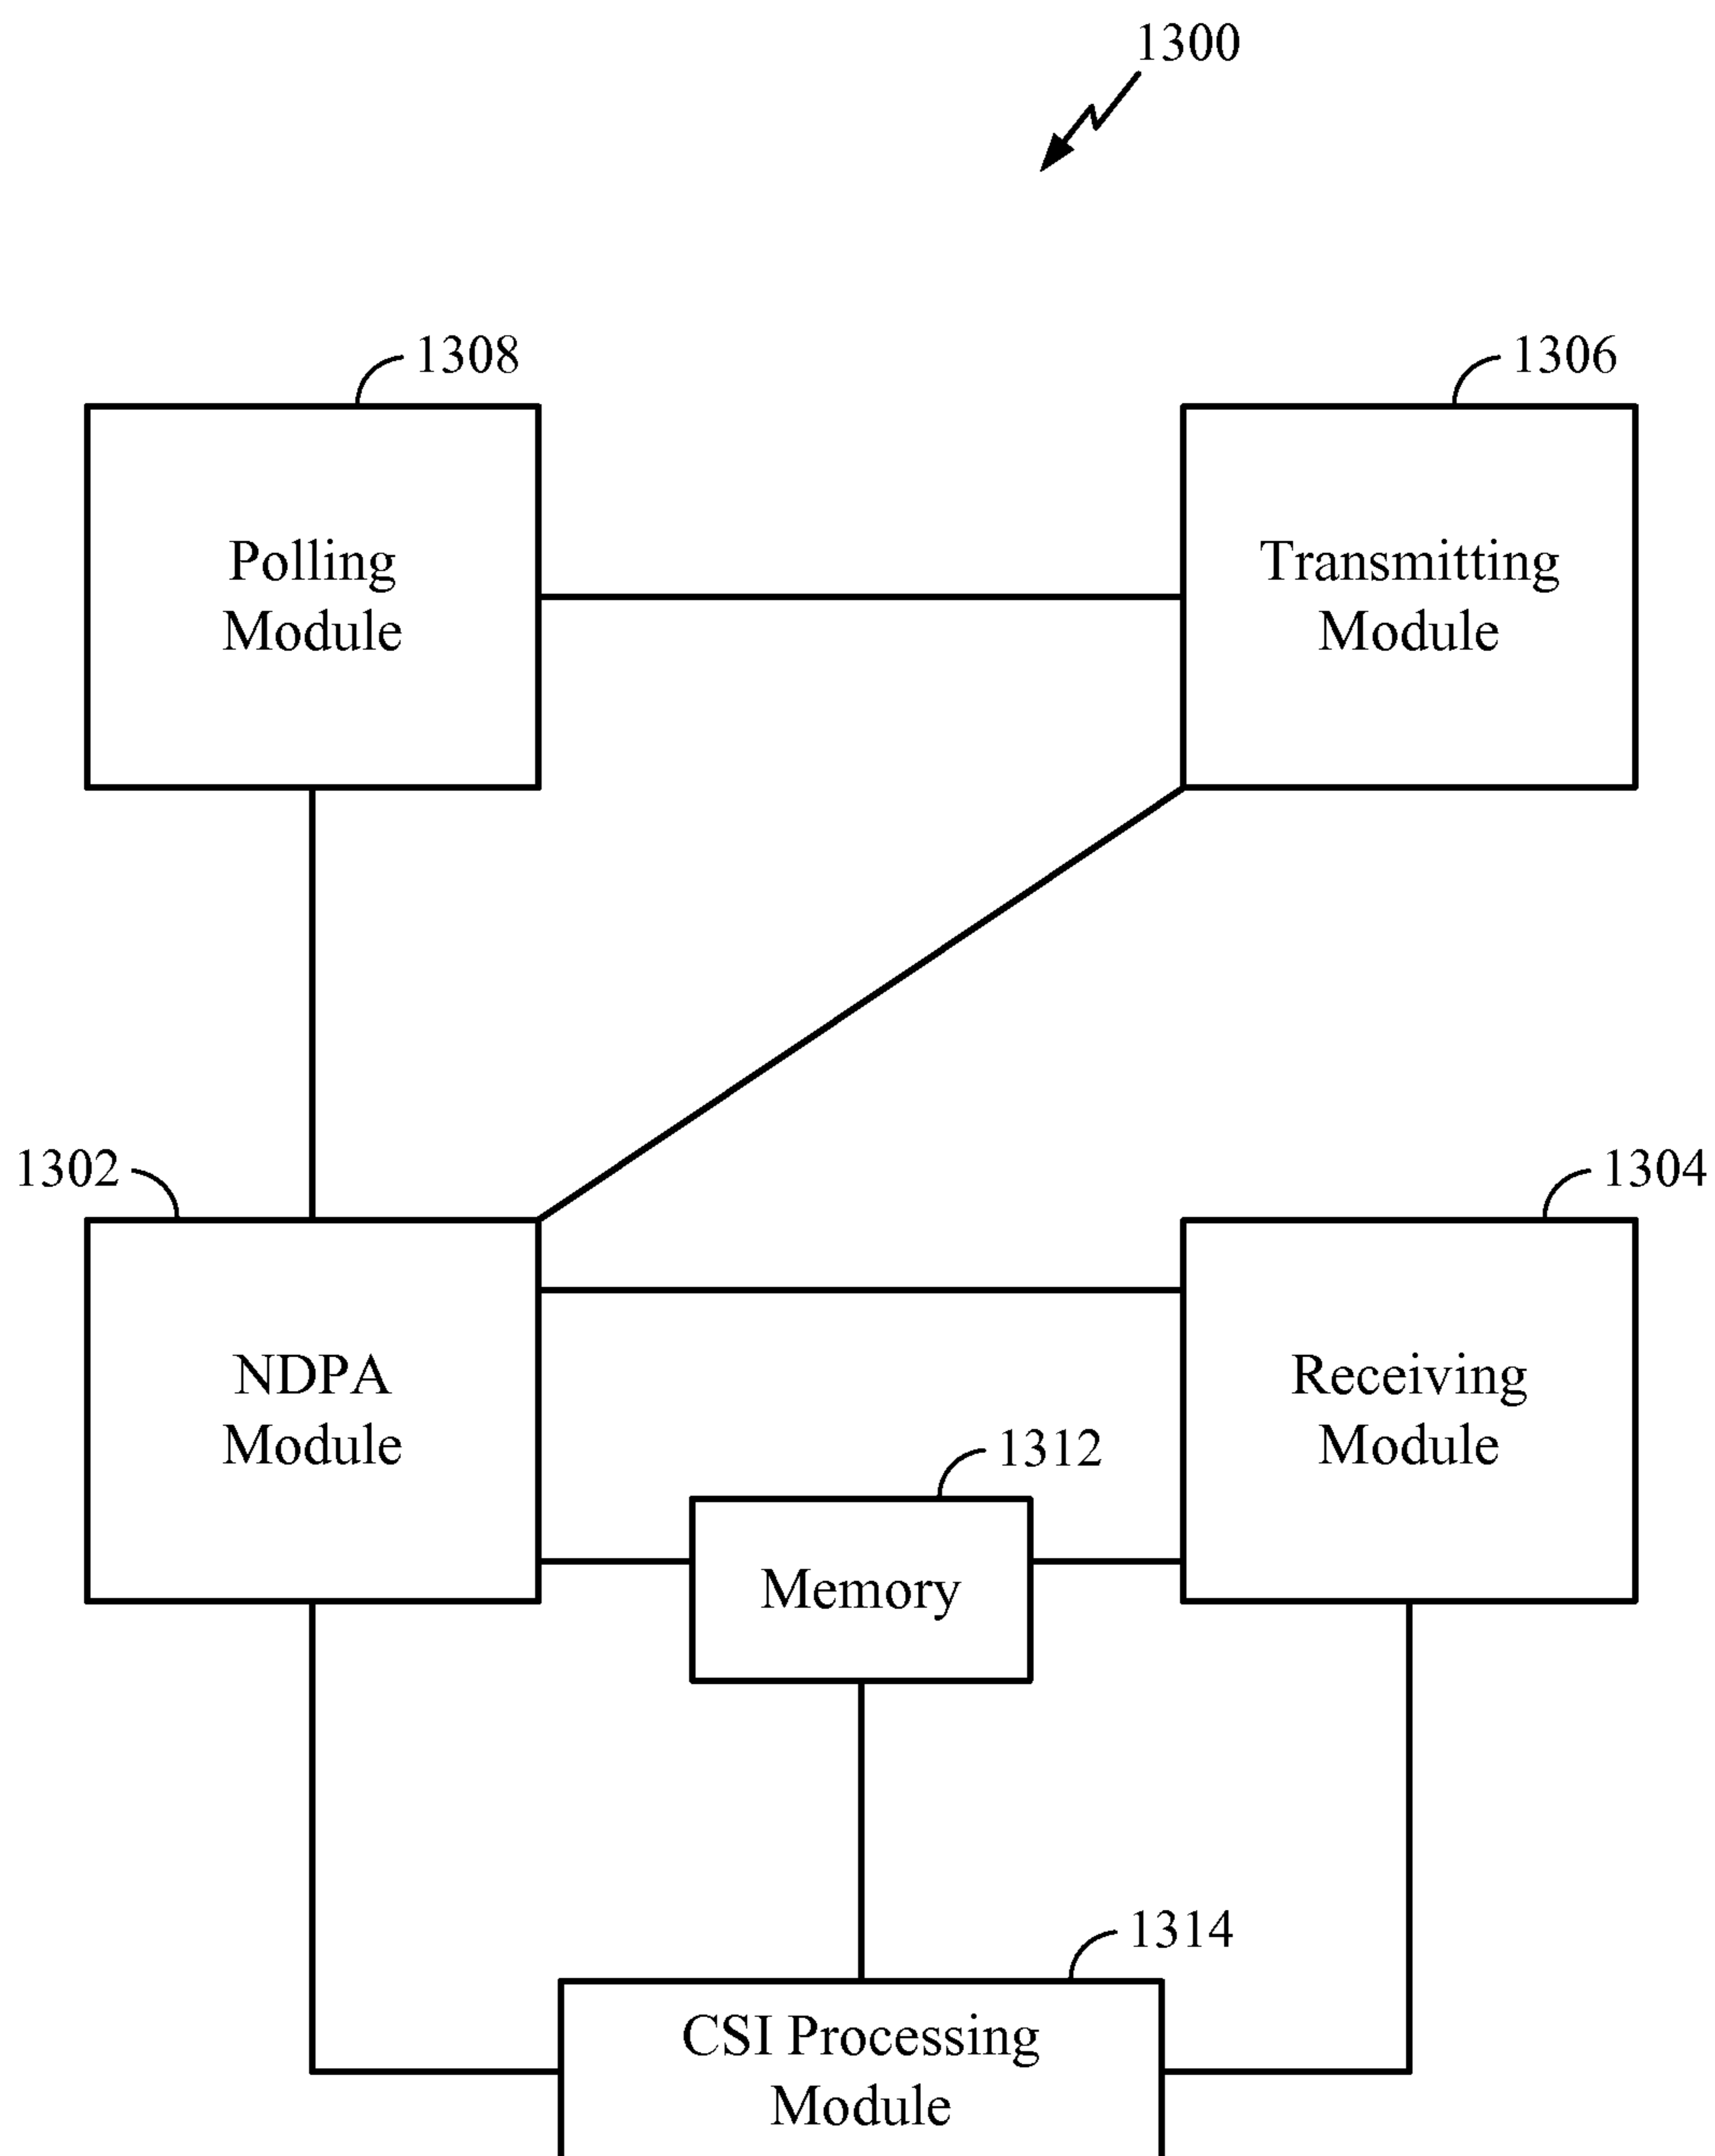 1300
1308
1306
Polling
Module
Transmitting
Module
1302
1304
NDPA
Module
Receiving
Module
1312
Memory
1314
CSI Processing
Module